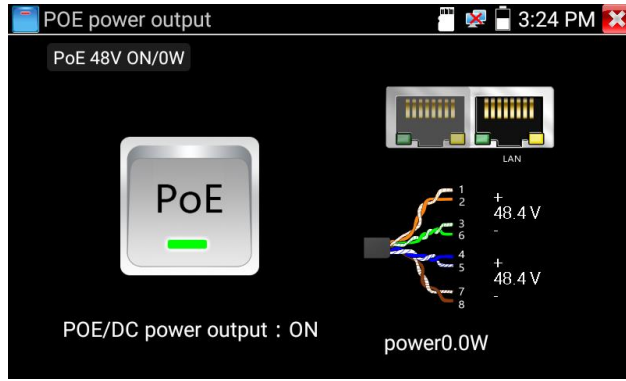 POE power output
3:24 PM
PoE 48V ON/0W
LAN
PoE
1
2
+
48.4 V
3
6
-
4
5
+
48.4 V
7
8
-
POE/DC power output : ON
power0.0W